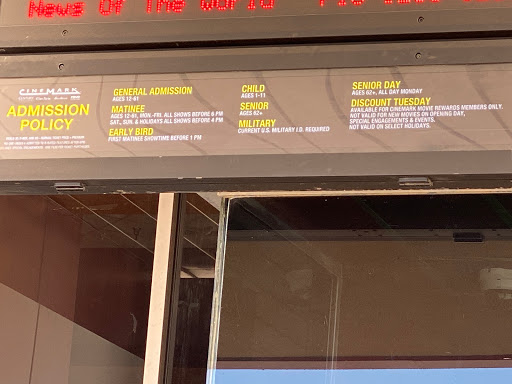 News Of The World
CINEMARK
ADMISSION
POLICY
GENERAL ADMISSION
AGES 12-61
MATINEE
AGES 12-61, MON.-FRI. ALL SHOWS BEFORE 6 PM
SAT., SUN. & HOLIDAYS ALL SHOWS BEFORE 4 PM
EARLY BIRD
FIRST MATINEE SHOWTIME BEFORE 1 PM
CHILD
AGES 1-11
SENIOR
AGES 62+
MILITARY
CURRENT U.S. MILITARY I.D. REQUIRED
SENIOR DAY
AGES 62+, ALL DAY MONDAY
DISCOUNT TUESDAY
AVAILABLE FOR CINEMARK MOVIE REWARDS MEMBERS ONLY.
NOT VALID FOR NEW MOVIES ON OPENING DAY,
SPECIAL ENGAGEMENTS & EVENTS.
NOT VALID ON SELECT HOLIDAYS.